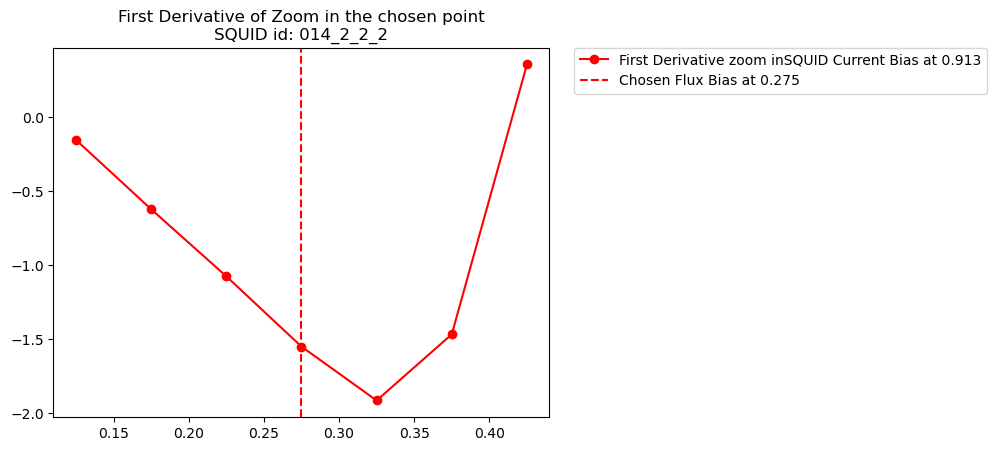 First Derivative of Zoom in the chosen point
SQUID id: 014_2_2_2
First Derivative zoom inSQUID Current Bias at 0.913
Chosen Flux Bias at 0.275
0.0
−0.5
−1.0
−1.5
−2.0
0.15 0.20 0.25 0.30 0.35 0.40